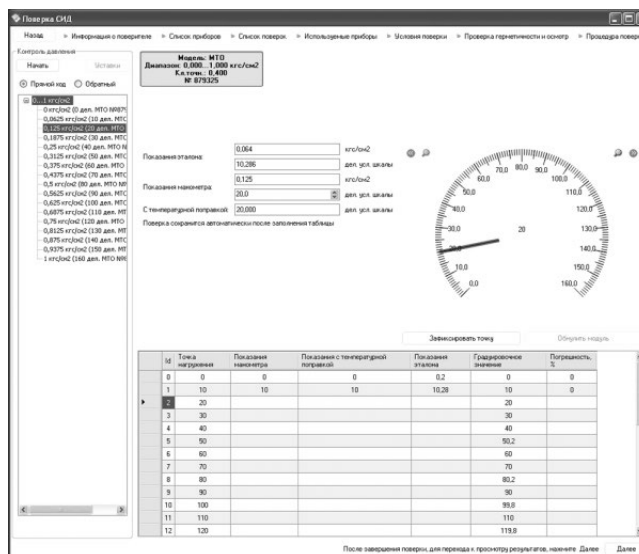 Поверка СИД
Назад » Информация о поверителе » Список приборов » Список поверок » Используемые приборы » Условия поверки » Проверка герметичности и осмотр » Процедура повер
Контроль давления
Начать Уставки
Прямой ход Обратный
0...1 кгс/см2
0 кгс/см2 (0 дел. МТО №879
0,0625 кгс/см2 (10 дел. МТО
0,125 кгс/см2 (20 дел. МТО
0,1875 кгс/см2 (30 дел. МТО
0,25 кгс/см2 (40 дел. МТО N
0,3125 кгс/см2 (50 дел. МТО
0,375 кгс/см2 (60 дел. МТО
0,4375 кгс/см2 (70 дел. МТО
0,5 кгс/см2 (80 дел. МТО №
0,5625 кгс/см2 (90 дел. МТО
0,625 кгс/см2 (100 дел. МТО
0,6875 кгс/см2 (110 дел. МТ
0,75 кгс/см2 (120 дел. МТО
0,8125 кгс/см2 (130 дел. МТ
0,875 кгс/см2 (140 дел. МТО
0,9375 кгс/см2 (150 дел. МТ
1 кгс/см2 (160 дел. МТО №8
Модель: МТО
Диапазон: 0,000...1,000 кгс/см2
Кл.точн.: 0,400
№ 879325
Показания эталона: 0,064 кгс/см2
10,286 дел. усл. шкалы
Показания манометра: 0,125 кгс/см2
20,0 дел. усл. шкалы
С температурной поправкой: 20,000 дел. усл. шкалы
Поверка сохранится автоматически после заполнения таблицы
0,0 10,0 30,0 40,0 50,0 60,0 70,0 80,0 90,0 100,0 110,0 120,0 130,0 140,0 150,0 160,0
20
Зафиксировать точку Обнулить модуль
Id Точка нагружения Показания манометра Показания с температурной поправкой Показания эталона Градуировочное значение Погрешность, %
0 0 0 0 0,2 0 0
1 10 10 10 10,28 10 0
2 20 20
3 30 30
4 40 40
5 50 50,2
6 60 60
7 70 70
8 80 80,2
9 90 90
10 100 99,8
11 110 110
12 120 119,8
После завершения поверки, для перехода к просмотру результатов, нажмите Далее Далее